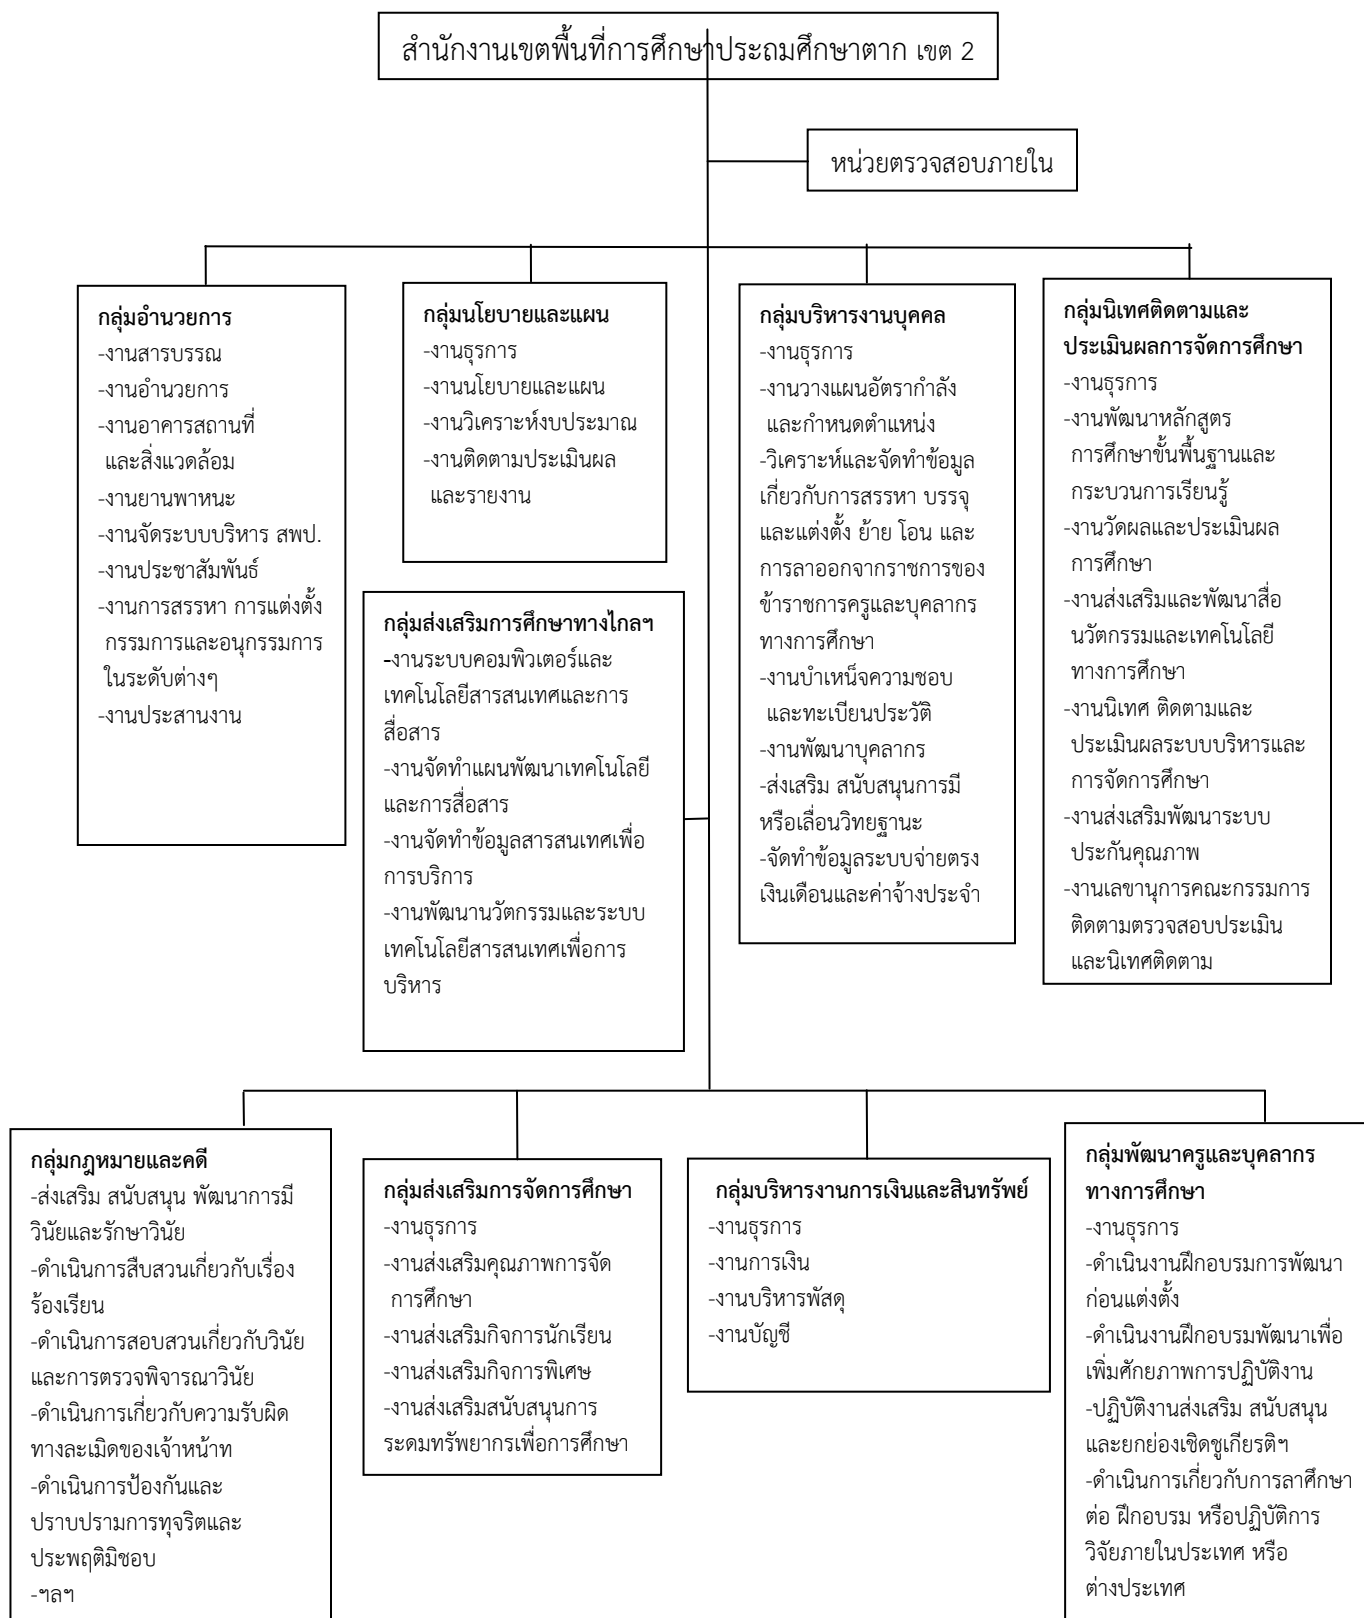 สำนักงานเขตพื้นที่การศึกษาประถมศึกษาตาก เขต 2
หน่วยตรวจสอบภายใน
กลุ่มอำนวยการ
-งานสารบรรณ
-งานอำนวยการ
-งานอาคารสถานที่
และสิ่งแวดล้อม
-งานยานพาหนะ
-งานจัดระบบบริหาร สพป.
-งานประชาสัมพันธ์
-งานการสรรหา การแต่งตั้ง
กรรมการและอนุกรรมการ
ในระดับต่างๆ
-งานประสานงาน
กลุ่มนโยบายและแผน
-งานธุรการ
-งานนโยบายและแผน
-งานวิเคราะห์งบประมาณ
-งานติดตามประเมินผล
และรายงาน
กลุ่มบริหารงานบุคคล
-งานธุรการ
-งานวางแผนอัตรากำลัง
และกำหนดตำแหน่ง
-วิเคราะห์และจัดทำข้อมูล
เกี่ยวกับการสรรหา บรรจุ
และแต่งตั้ง ย้าย โอน และ
การลาออกจากราชการของ
ข้าราชการครูและบุคลากร
ทางการศึกษา
-งานบำเหน็จความชอบ
และทะเบียนประวัติ
-งานพัฒนาบุคลากร
-ส่งเสริม สนับสนุนการมี
หรือเลื่อนวิทยฐานะ
-จัดทำข้อมูลระบบจ่ายตรง
เงินเดือนและค่าจ้างประจำ
กลุ่มนิเทศติดตามและ
ประเมินผลการจัดการศึกษา
-งานธุรการ
-งานพัฒนาหลักสูตร
การศึกษาขั้นพื้นฐานและ
กระบวนการเรียนรู้
-งานวัดผลและประเมินผล
การศึกษา
-งานส่งเสริมและพัฒนาสื่อ
นวัตกรรมและเทคโนโลยี
ทางการศึกษา
-งานนิเทศ ติดตามและ
ประเมินผลระบบบริหารและ
การจัดการศึกษา
-งานส่งเสริมพัฒนาระบบ
ประกันคุณภาพ
-งานเลขานุการคณะกรรมการ
ติดตามตรวจสอบประเมิน
และนิเทศติดตาม
กลุ่มส่งเสริมการศึกษาทางไกลฯ
-งานระบบคอมพิวเตอร์และ
เทคโนโลยีสารสนเทศและการ
สื่อสาร
-งานจัดทำแผนพัฒนาเทคโนโลยี
และการสื่อสาร
-งานจัดทำข้อมูลสารสนเทศเพื่อ
การบริการ
-งานพัฒนานวัตกรรมและระบบ
เทคโนโลยีสารสนเทศเพื่อการ
บริหาร
กลุ่มกฎหมายและคดี
-ส่งเสริม สนับสนุน พัฒนาการมี
วินัยและรักษาวินัย
-ดำเนินการสืบสวนเกี่ยวกับเรื่อง
ร้องเรียน
-ดำเนินการสอบสวนเกี่ยวกับวินัย
และการตรวจพิจารณาวินัย
-ดำเนินการเกี่ยวกับความรับผิด
ทางละเมิดของเจ้าหน้าท
-ดำเนินการป้องกันและ
ปราบปรามการทุจริตและ
ประพฤติมิชอบ
-ฯลฯ
กลุ่มส่งเสริมการจัดการศึกษา
-งานธุรการ
-งานส่งเสริมคุณภาพการจัด
การศึกษา
-งานส่งเสริมกิจการนักเรียน
-งานส่งเสริมกิจการพิเศษ
-งานส่งเสริมสนับสนุนการ
ระดมทรัพยากรเพื่อการศึกษา
กลุ่มบริหารงานการเงินและสินทรัพย์
-งานธุรการ
-งานการเงิน
-งานบริหารพัสดุ
-งานบัญชี
กลุ่มพัฒนาครูและบุคลากร
ทางการศึกษา
-งานธุรการ
-ดำเนินงานฝึกอบรมการพัฒนา
ก่อนแต่งตั้ง
-ดำเนินงานฝึกอบรมพัฒนาเพื่อ
เพิ่มศักยภาพการปฏิบัติงาน
-ปฏิบัติงานส่งเสริม สนับสนุน
และยกย่องเชิดชูเกียรติฯ
-ดำเนินการเกี่ยวกับการลาศึกษา
ต่อ ฝึกอบรม หรือปฏิบัติการ
วิจัยภายในประเทศ หรือ
ต่างประเทศ